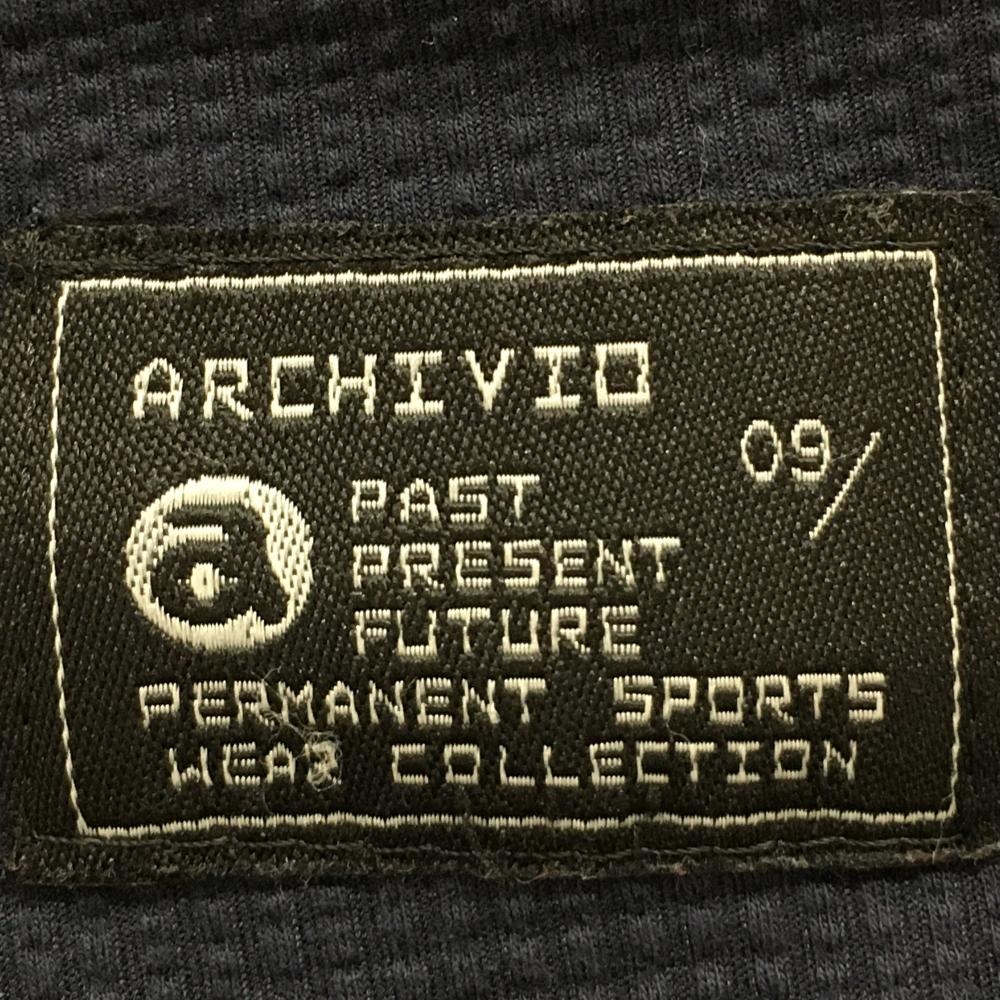 ARCHIVIO
09/
PAST
PRESENT
FUTURE
PERMANENT SPORTS
WEAR COLLECTION